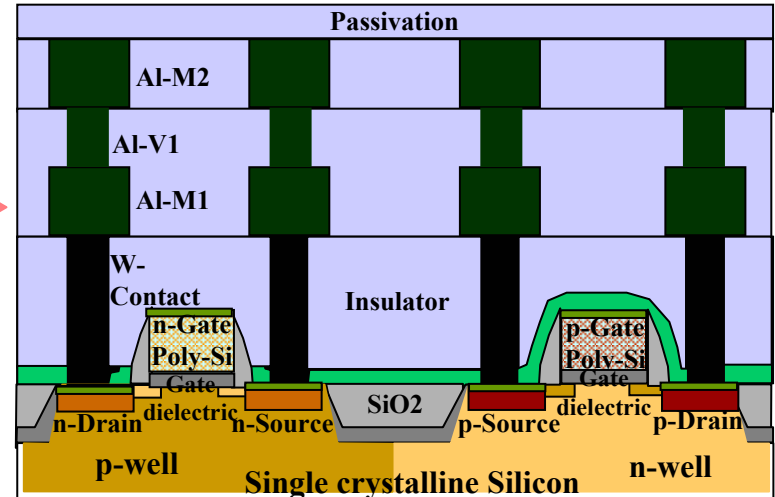 Passivation
Al-M2
Al-V1
Al-M1
W-
Contact
Insulator
n-Gate
Poly-Si
Gate
dielectric
p-Gate
Poly-Si
Gate
dielectric
n-Drain
n-Source
SiO2
p-Source
p-Drain
p-well
Single crystalline Silicon
n-well